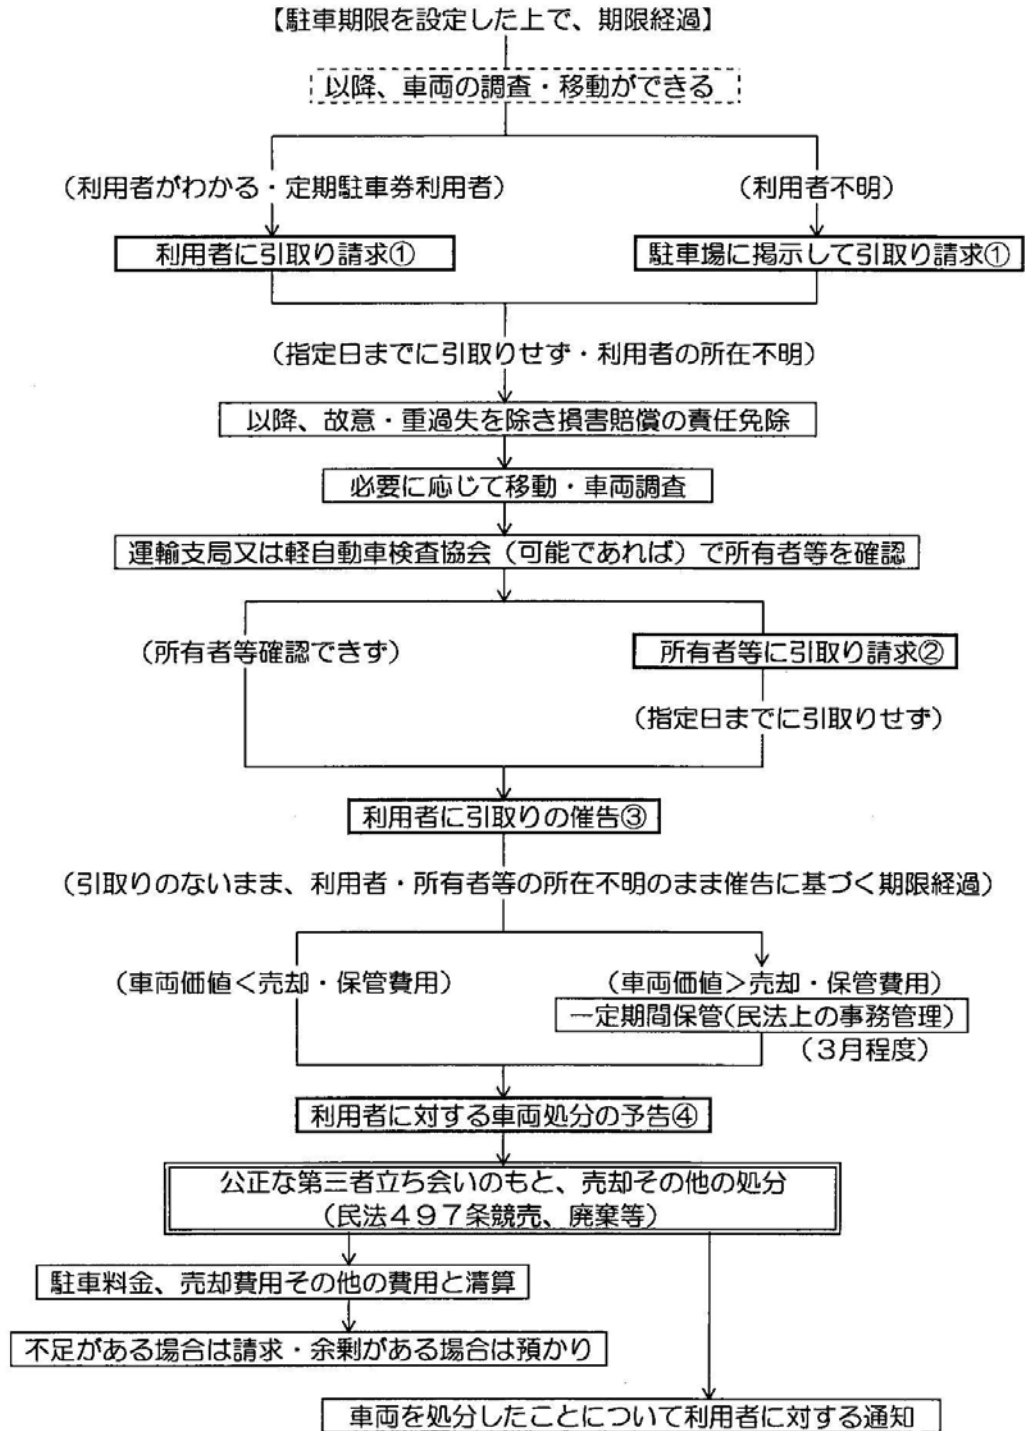 【駐車期限を設定した上で、期限経過】
以降、車両の調査・移動ができる
（利用者がわかる・定期駐車券利用者）
（利用者不明）
利用者に引取り請求①
駐車場に掲示して引取り請求①
（指定日までに引取りせず・利用者の所在不明）
以降、故意・重過失を除き損害賠償の責任免除
必要に応じて移動・車両調査
運輸支局又は軽自動車検査協会（可能であれば）で所有者等を確認
（所有者等確認できず）
所有者等に引取り請求②
（指定日までに引取りせず）
利用者に引取りの催告③
（引取りのないまま、利用者・所有者等の所在不明のまま催告に基づく期限経過）
（車両価値＜売却・保管費用）
（車両価値＞売却・保管費用）
一定期間保管（民法上の事務管理）
（３月程度）
利用者に対する車両処分の予告④
公正な第三者立ち会いのもと、売却その他の処分
（民法４９７条競売、廃棄等）
駐車料金、売却費用その他の費用と清算
不足がある場合は請求・余剰がある場合は預かり
車両を処分したことについて利用者に対する通知